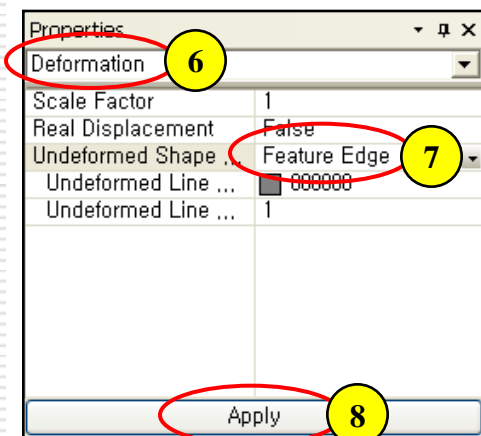 Properties
Deformation 6
Scale Factor 1
Real Displacement False
Undeformed Shape ... Feature Edge 7
Undeformed Line ...
Undeformed Line ... 1
Apply 8